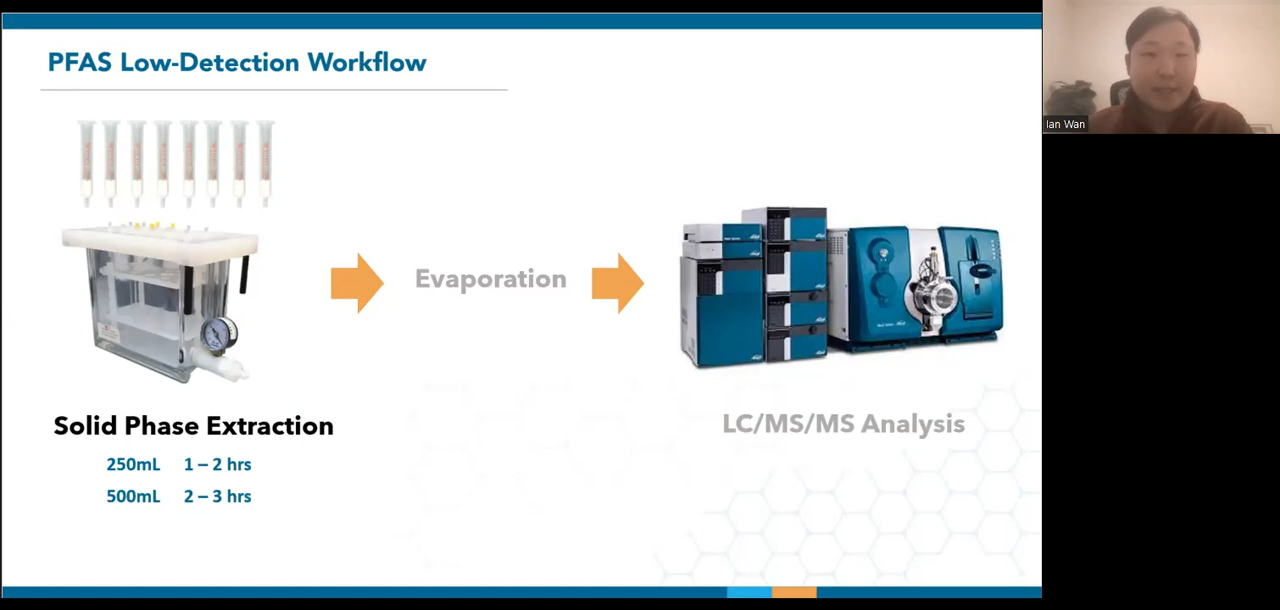 PFAS Low-Detection Workflow
Ian Wan
Evaporation
Solid Phase Extraction
250mL 1 – 2 hrs
500mL 2 – 3 hrs
LC/MS/MS Analysis